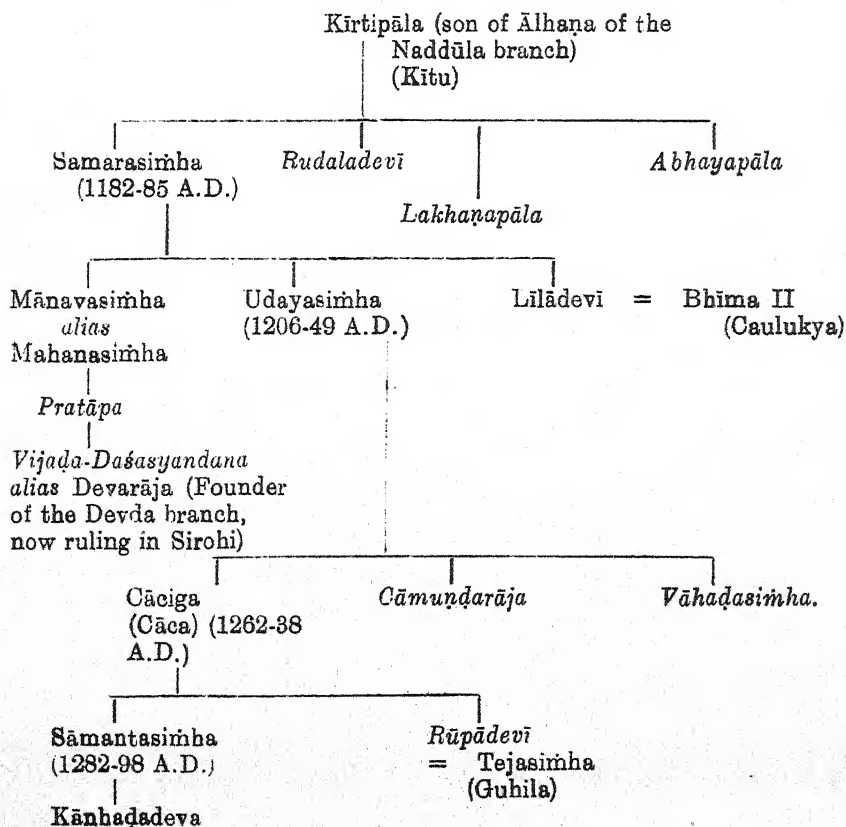 Kīrtipāla (son of Ālhaṇa of the
Naddūla branch)
(Kītu)
Samarasiṁha
(1182-85 A.D.)
Rudaladevī
Lakhaṇapāla
Abhayapāla
Mānavasiṁha
alias
Mahanasiṁha
Udayasiṁha
(1206-49 A.D.)
Līlādevī = Bhīma II
(Caulukya)
Pratāpa
Vijaḍa-Daśasyandana
alias Devarāja (Founder
of the Devda branch,
now ruling in Sirohi)
Cāciga
(Cāca) (1262-38
A.D.)
Cāmuṇḍarāja
Vāhaḍasiṁha.
Sāmantasiṁha
(1282-98 A.D.)
Rūpādevī
= Tejasiṁha
(Guhila)
Kānhaḍadeva